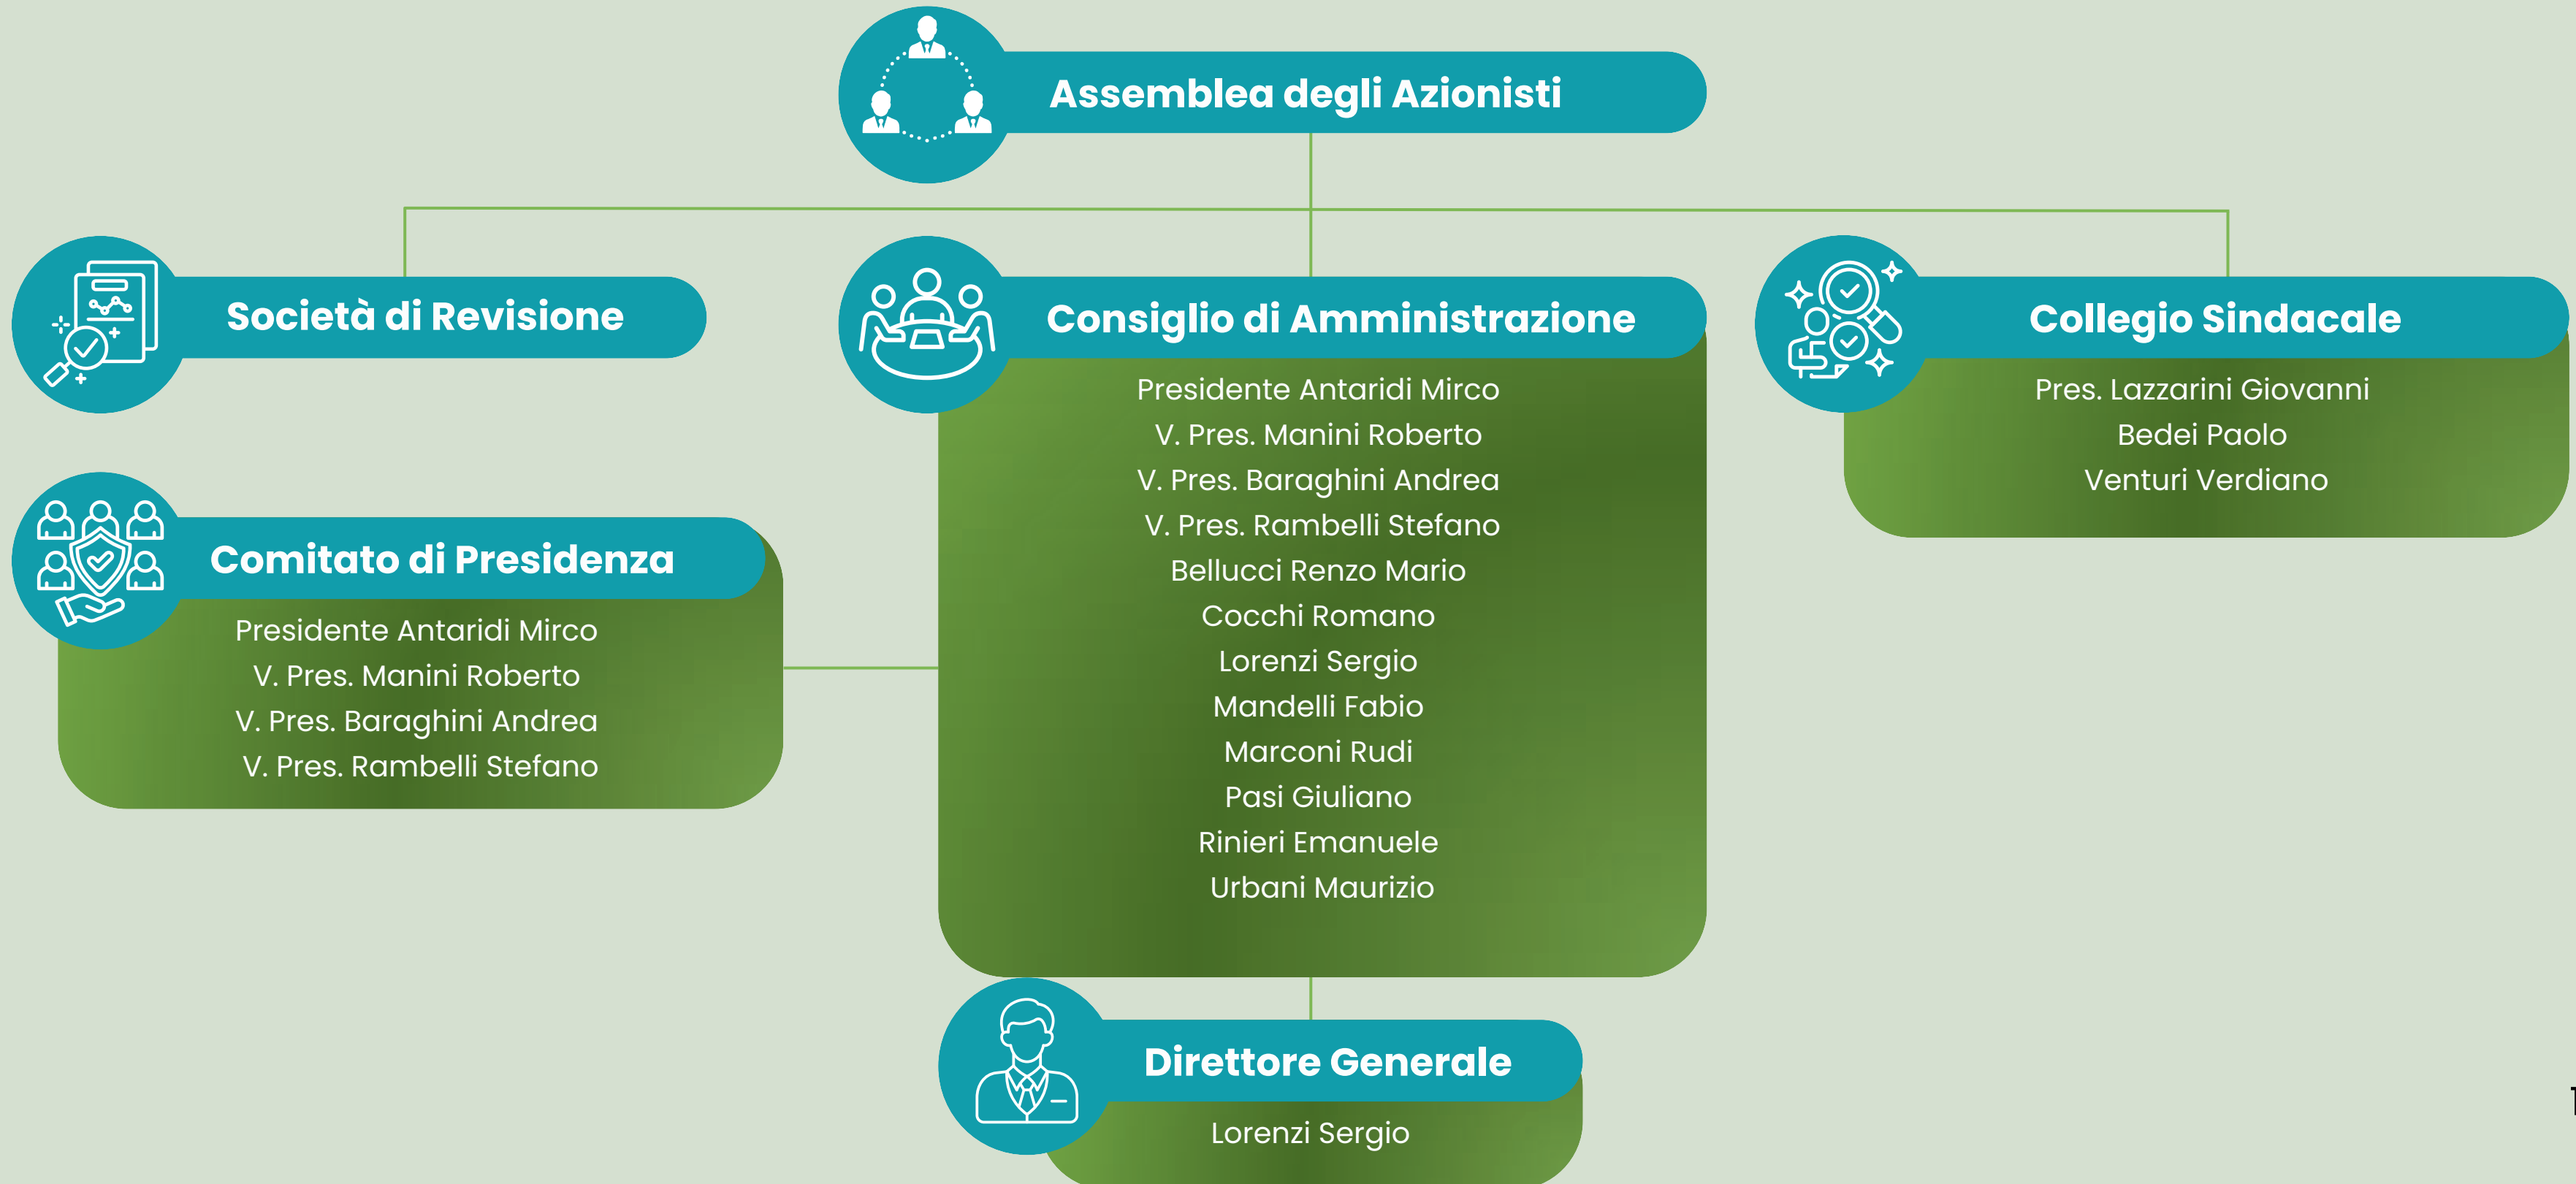 Assemblea degli Azionisti
Società di Revisione
Consiglio di Amministrazione
Presidente Antaridi Mirco
V. Pres. Manini Roberto
V. Pres. Baraghini Andrea
V. Pres. Rambelli Stefano
Bellucci Renzo Mario
Cocchi Romano
Lorenzi Sergio
Mandelli Fabio
Marconi Rudi
Pasi Giuliano
Rinieri Emanuele
Urbani Maurizio
Collegio Sindacale
Pres. Lazzarini Giovanni
Bedei Paolo
Venturi Verdiano
Comitato di Presidenza
Presidente Antaridi Mirco
V. Pres. Manini Roberto
V. Pres. Baraghini Andrea
V. Pres. Rambelli Stefano
Direttore Generale
Lorenzi Sergio